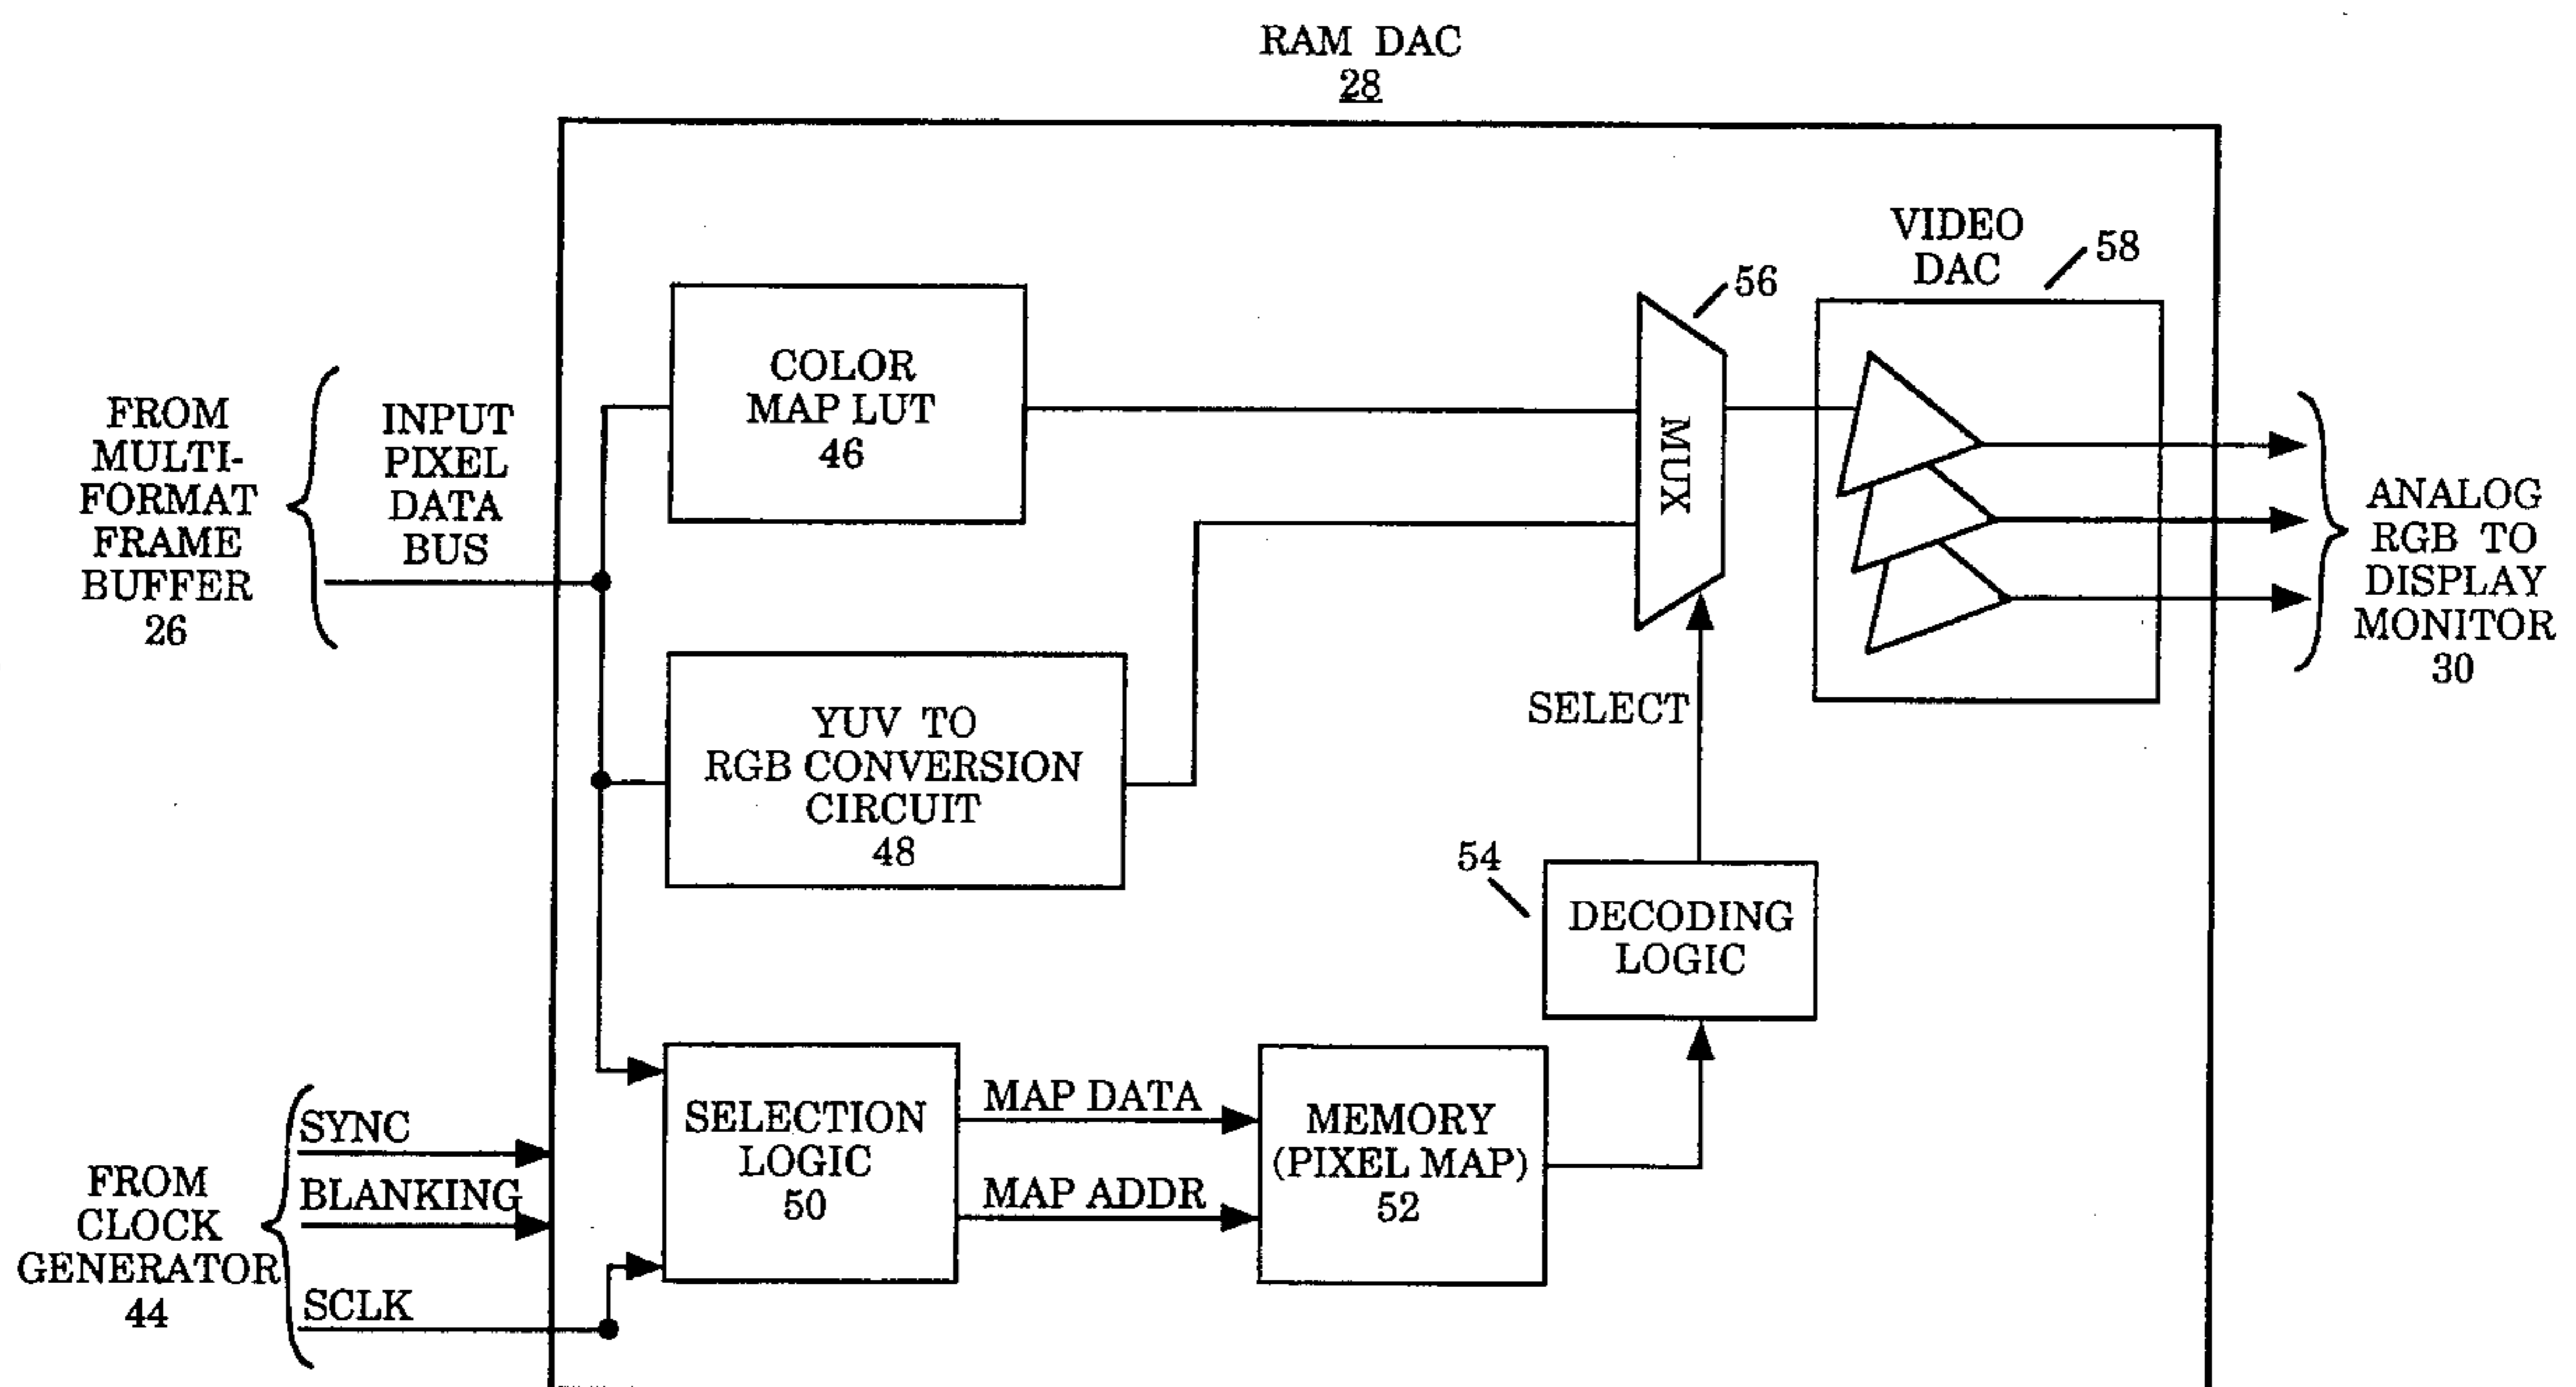 RAM DAC
28
FROM
MULTI-
FORMAT
FRAME
BUFFER
26
INPUT
PIXEL
DATA
BUS
COLOR
MAP LUT
46
YUV TO
RGB CONVERSION
CIRCUIT
48
56
MUX
VIDEO
DAC
58
ANALOG
RGB TO
DISPLAY
MONITOR
30
SELECT
54
DECODING
LOGIC
FROM
CLOCK
GENERATOR
44
SYNC
BLANKING
SCLK
SELECTION
LOGIC
50
MAP DATA
MAP ADDR
MEMORY
(PIXEL MAP)
52